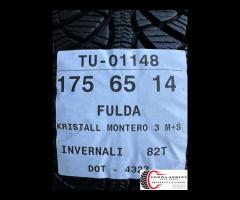 TU-01148
175 65 14
FULDA
KRISTALL MONTERO 3 M+S
INVERNALI 82T
DOT - 4323